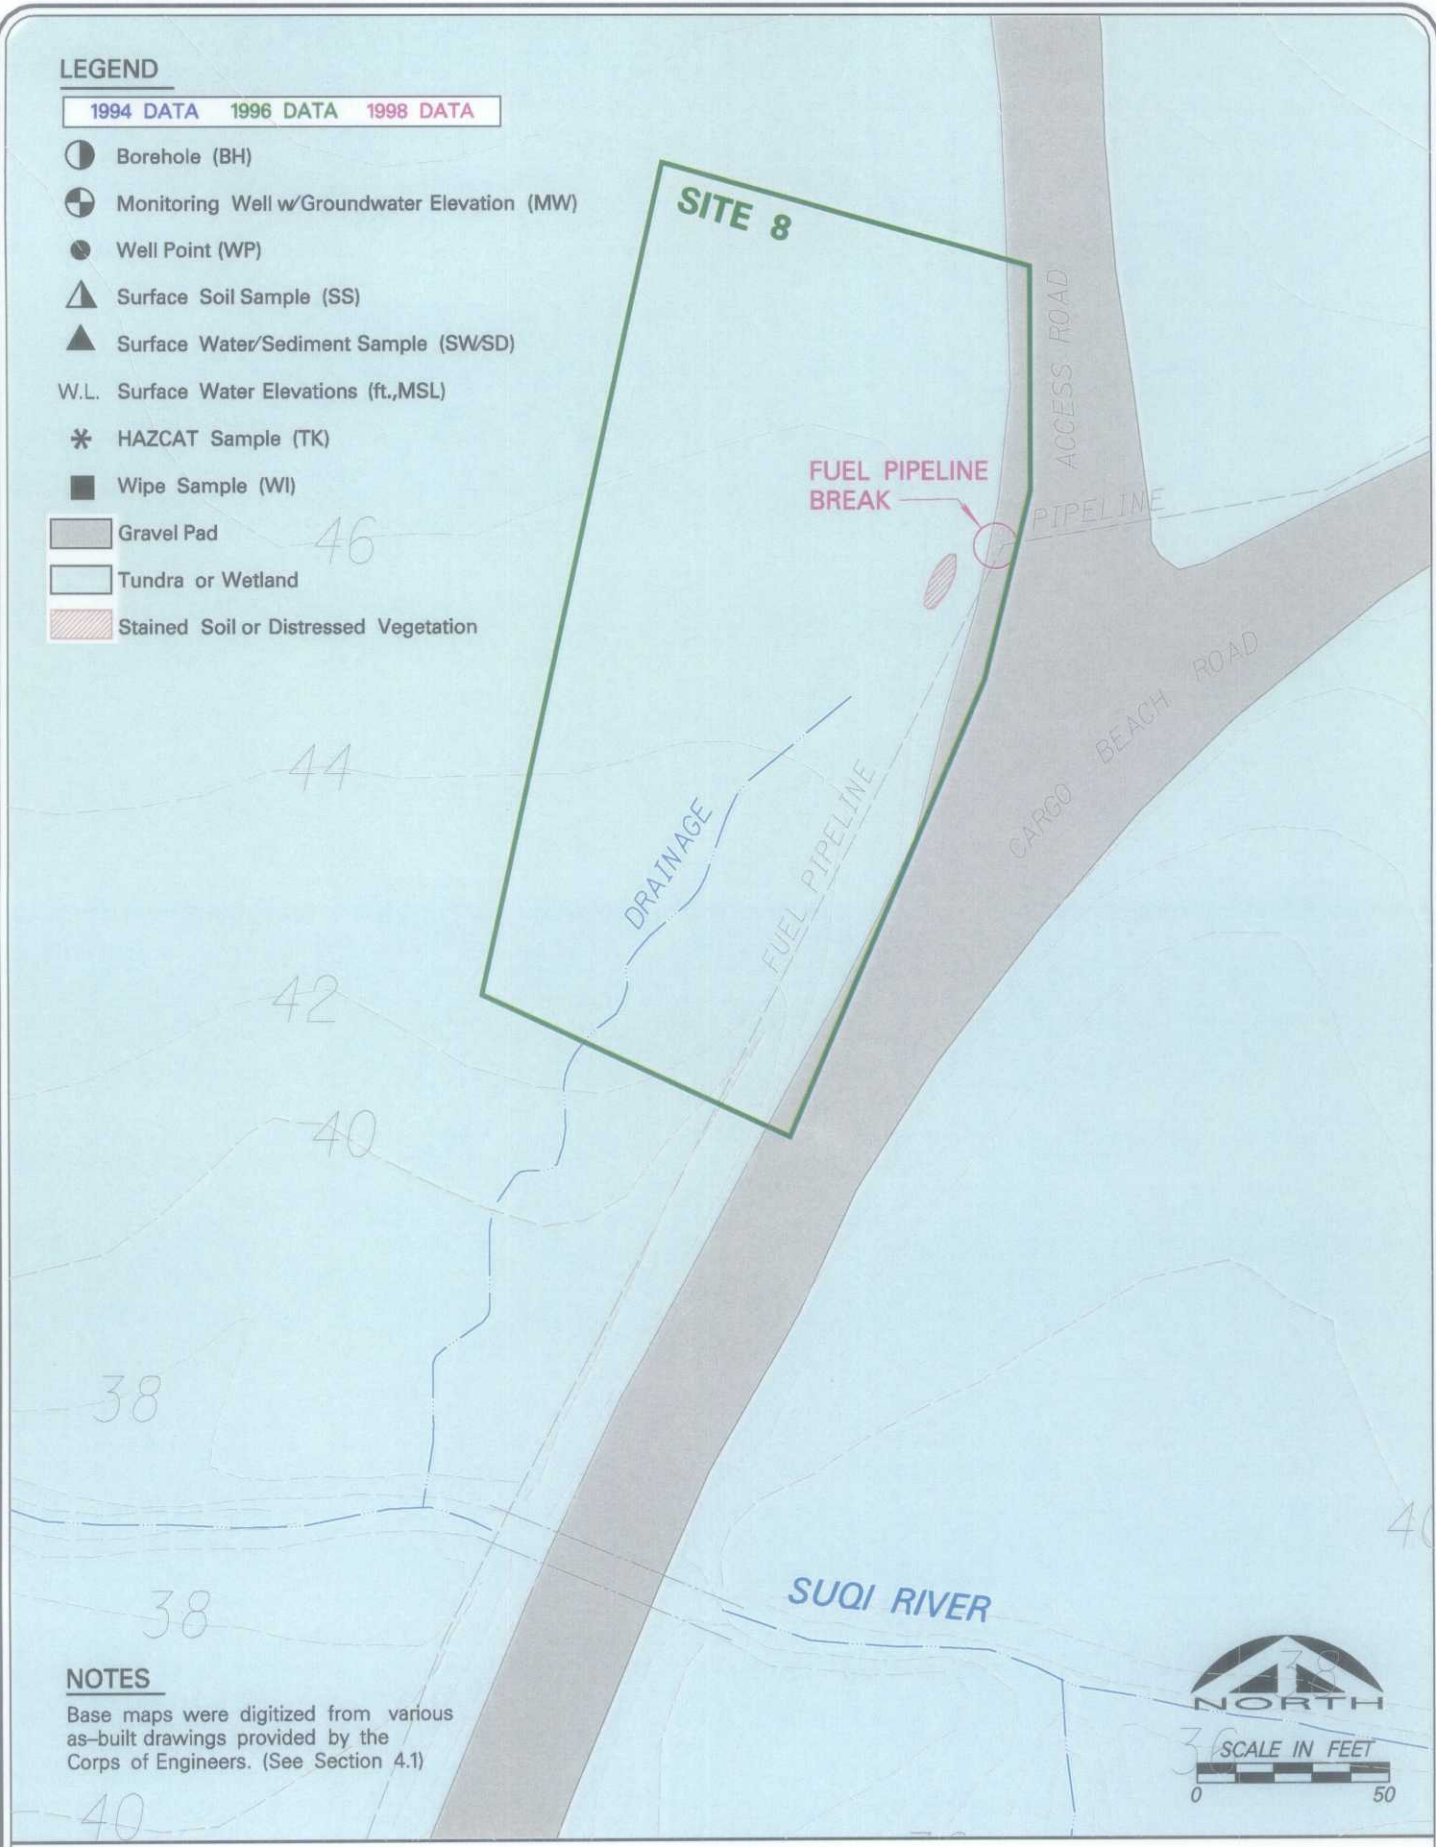 LEGEND
1994 DATA 1996 DATA 1998 DATA
Borehole (BH)
Monitoring Well w/Groundwater Elevation (MW)
Well Point (WP)
Surface Soil Sample (SS)
Surface Water/Sediment Sample (SW/SD)
W.L. Surface Water Elevations (ft.,MSL)
HAZCAT Sample (TK)
Wipe Sample (WI)
Gravel Pad
Tundra or Wetland
Stained Soil or Distressed Vegetation
SITE 8
ACCESS ROAD
FUEL PIPELINE
BREAK
PIPELINE
46
CARGO BEACH ROAD
44
DRAINAGE
FUEL PIPELINE
42
40
38
40
38
SUQI RIVER
NOTES
Base maps were digitized from various
as-built drawings provided by the
Corps of Engineers. (See Section 4.1)
40
38
NORTH
36
SCALE IN FEET
0 50